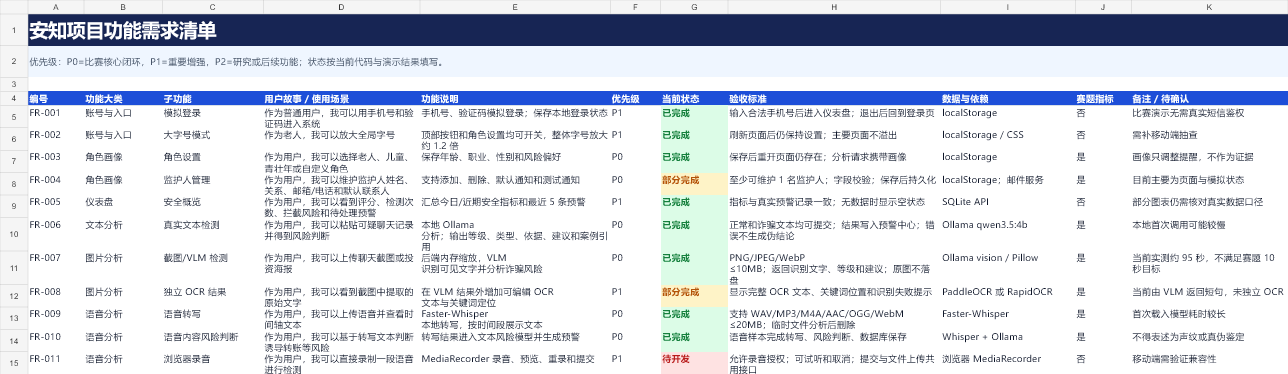 A B C D E F G H I J K
1 安知项目功能需求清单
2 优先级：P0=比赛核心闭环，P1=重要增强，P2=研究或后续功能；状态按当前代码与演示结果填写。
3
4 编号 功能大类 子功能 用户故事 / 使用场景 功能说明 优先级 当前状态 验收标准 数据与依赖 赛题指标 备注 / 待确认
5 FR-001 账号与入口 模拟登录 作为普通用户，我可以用手机号和验 手机号、验证码模拟登录；保存本地登录状态 P1 已完成 输入合法手机号后进入仪表盘；退出后回到登录页 localStorage 否 比赛演示无需真实短信鉴权
证码进入系统
6 FR-002 账号与入口 大字号模式 作为老人，我可以放大全局字号 顶部按钮和角色设置均可开关，整体字号放大 P1 已完成 刷新页面后仍保持设置；主要页面不溢出 localStorage / CSS 否 需补移动端抽查
约 1.2 倍
7 FR-003 角色画像 角色设置 作为用户，我可以选择老人、儿童、 保存年龄、职业、性别和风险偏好 P0 已完成 保存后重开页面仍存在；分析请求携带画像 localStorage 是 画像只调整提醒，不作为证据
青壮年或自定义角色
8 FR-004 角色画像 监护人管理 作为用户，我可以维护监护人姓名、 支持添加、删除、默认通知和测试通知 P0 部分完成 至少可维护 1 名监护人；字段校验；保存后持久化 localStorage；邮件服务 是 目前主要为页面与模拟状态
关系、邮箱/电话和默认联系人
9 FR-005 仪表盘 安全概览 作为用户，我可以看到评分、检测次 汇总今日/近期安全指标和最近 5 条预警 P1 已完成 指标与真实预警记录一致；无数据时显示空状态 SQLite API 否 部分图表仍需核对真实数据口径
数、拦截风险和待处理预警
10 FR-006 文本分析 真实文本检测 作为用户，我可以粘贴可疑聊天记录 本地 Ollama P0 已完成 正常和诈骗文本均可提交；结果写入预警中心；错 Ollama qwen3.5:4b 是 本地首次调用可能较慢
并得到风险判断 分析；输出等级、类型、依据、建议和案例引 误不生成伪结论
用
11 FR-007 图片分析 截图/VLM 检测 作为用户，我可以上传聊天截图或投 后端内存缩放，VLM P0 已完成 PNG/JPEG/WebP Ollama vision / Pillow 是 当前实测约 95 秒，不满足赛题 10
资海报 识别可见文字并分析诈骗风险 ≤10MB；返回识别文字、等级和建议；原图不落 秒目标
盘
12 FR-008 图片分析 独立 OCR 结果 作为用户，我可以看到截图中提取的 在 VLM 结果外增加可编辑 OCR P1 部分完成 显示完整 OCR 文本、关键词位置和识别失败提示 PaddleOCR 或 RapidOCR 是 当前由 VLM 返回短句，未独立 OCR
原始文字 文本与关键词定位
13 FR-009 语音分析 语音转写 作为用户，我可以上传语音并查看时 Faster-Whisper P0 已完成 支持 WAV/MP3/M4A/AAC/OGG/WebM Faster-Whisper 是 首次载入模型耗时较长
间轴文本 本地转写，按时间段展示文本 ≤20MB；临时文件分析后删除
14 FR-010 语音分析 语音内容风险判断 作为用户，我可以基于转写文本判断 转写结果进入文本风险模型并生成预警 P0 已完成 语音样本完成转写、风险判断、数据库保存 Whisper + Ollama 是 不得表述为声纹或真伪鉴定
诱导转账等风险
15 FR-011 语音分析 浏览器录音 作为用户，我可以直接录制一段语音 MediaRecorder 录音、预览、重录和提交 P1 待开发 允许录音授权；可试听和取消；提交与文件上传共 浏览器 MediaRecorder 否 移动端需验证兼容性
进行检测 用接口